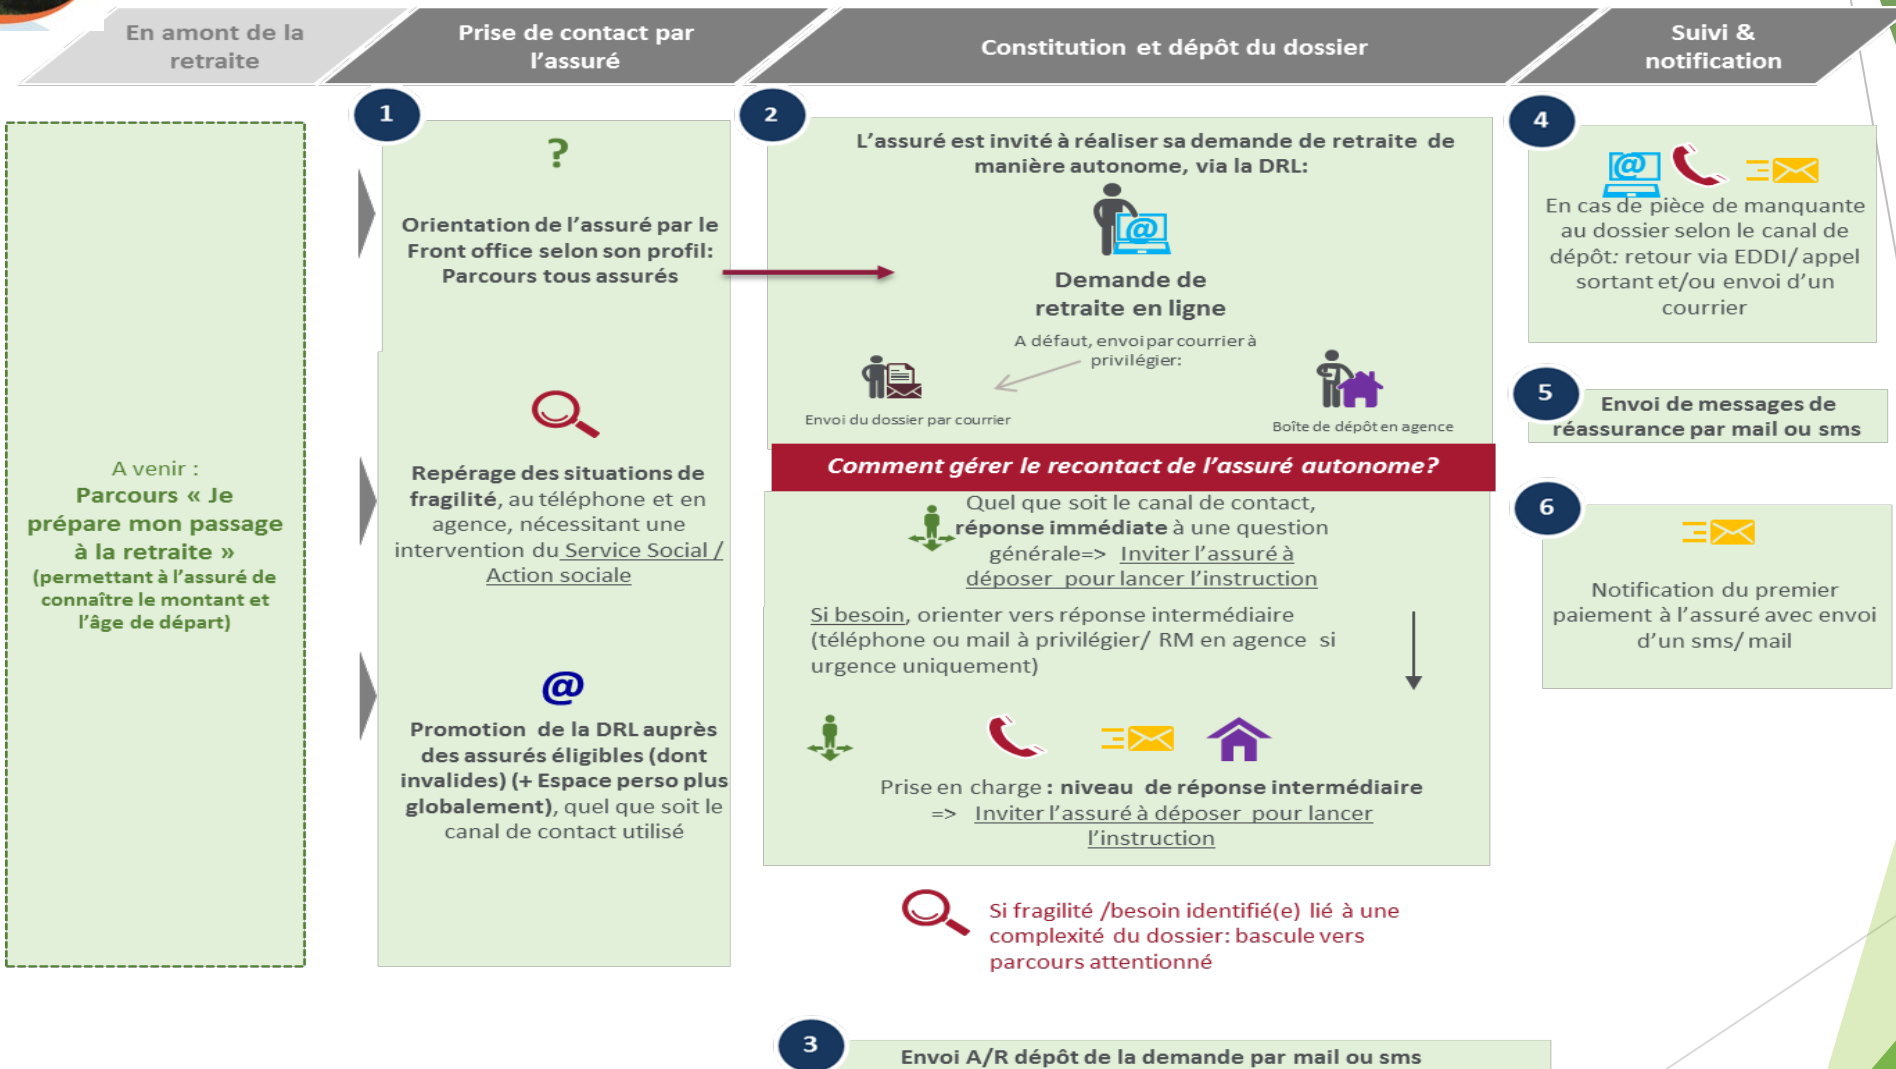 En amont de la
retraite
Prise de contact par
l'assuré
Constitution et dépôt du dossier
Suivi &
notification
A venir :
Parcours « Je
prépare mon passage
à la retraite »
(permettant à l'assuré de
connaître le montant et
l'âge de départ)
1
?
Orientation de l'assuré par le
Front office selon son profil:
Parcours tous assurés
Repérage des situations de
fragilité, au téléphone et en
agence, nécessitant une
intervention du Service Social /
Action sociale
@
Promotion de la DRL auprès
des assurés éligibles (dont
invalides) (+ Espace perso plus
globalement), quel que soit le
canal de contact utilisé
2
L'assuré est invité à réaliser sa demande de retraite de
manière autonome, via la DRL:
@
Demande de
retraite en ligne
A défaut, envoi par courrier à
privilégier:
Envoi du dossier par courrier
Boîte de dépôt en agence
Comment gérer le recontact de l'assuré autonome?
Quel que soit le canal de contact,
réponse immédiate à une question
générale=> Inviter l'assuré à
déposer pour lancer l'instruction
Si besoin, orienter vers réponse intermédiaire
(téléphone ou mail à privilégier/ RM en agence si
urgence uniquement)
Prise en charge : niveau de réponse intermédiaire
=> Inviter l'assuré à déposer pour lancer
l'instruction
Si fragilité /besoin identifié(e) lié à une
complexité du dossier: bascule vers
parcours attentionné
3
Envoi A/R dépôt de la demande par mail ou sms
4
@
En cas de pièce de manquante
au dossier selon le canal de
dépôt: retour via EDDI/ appel
sortant et/ou envoi d'un
courrier
5
Envoi de messages de
réassurance par mail ou sms
6
Notification du premier
paiement à l'assuré avec envoi
d'un sms/ mail